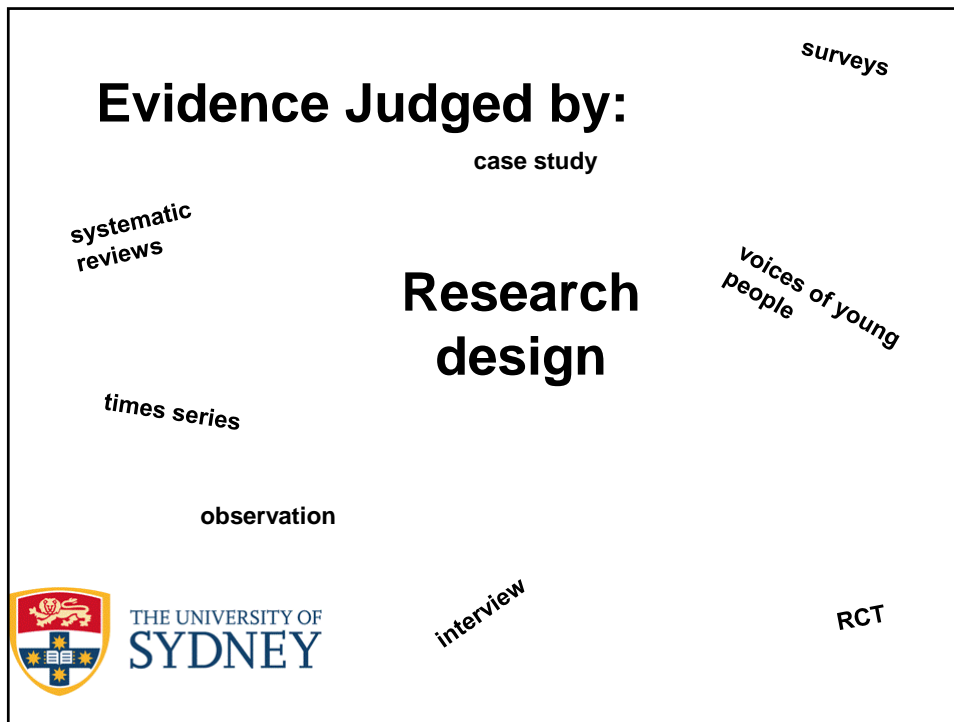 surveys
Evidence Judged by:
case study
systematic
reviews
voices of young
people
Research
design
times series
observation
interview
RCT
THE UNIVERSITY OF
SYDNEY